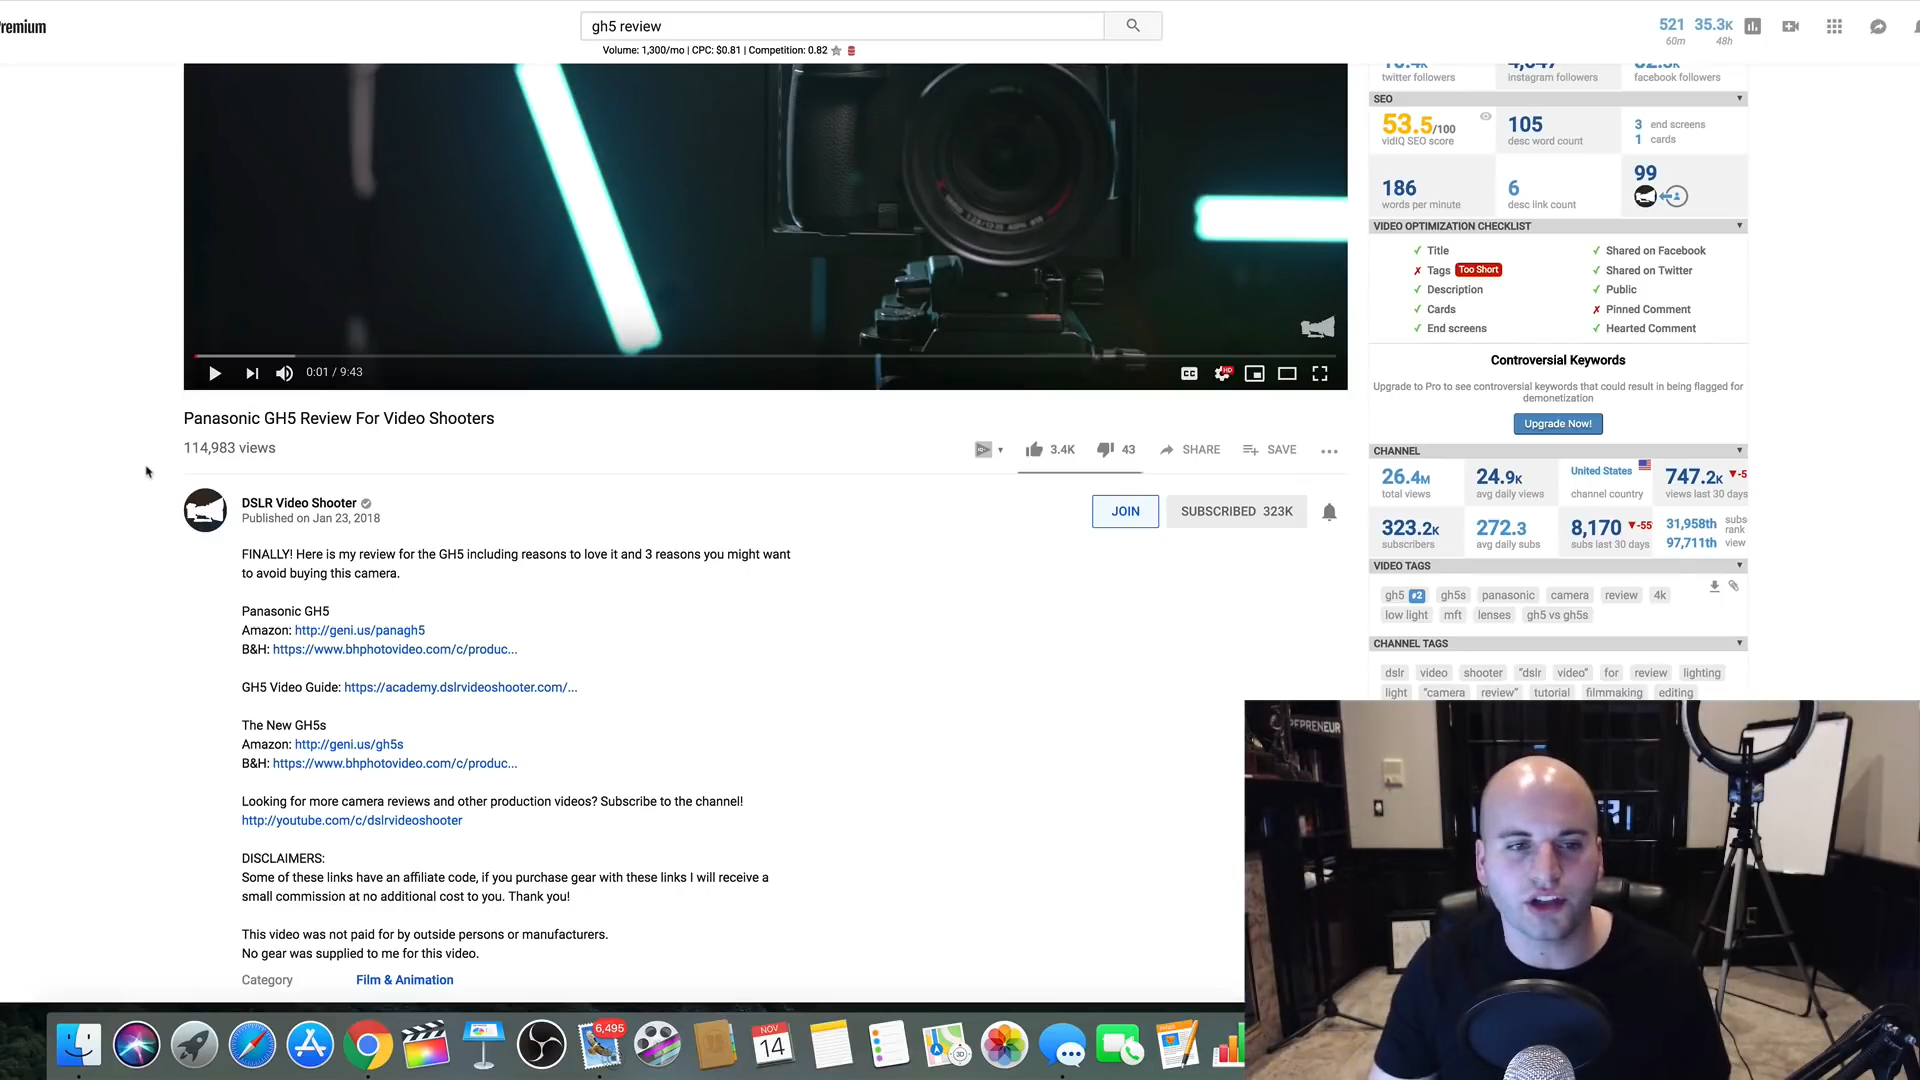 Premium
gh5 review
Volume: 1,300/mo | CPC: $0.81 | Competition: 0.82
521 35.3K
60m 48h
twitter followers instagram followers facebook followers
SEO
53.5/100
vidIQ SEO score
105
desc word count
3 end screens
1 cards
186
words per minute
6
desc link count
99
VIDEO OPTIMIZATION CHECKLIST
Title
Tags Too Short
Description
Cards
End screens
Shared on Facebook
Shared on Twitter
Public
Pinned Comment
Hearted Comment
Controversial Keywords
Upgrade to Pro to see controversial keywords that could result in being flagged for
demonetization
Upgrade Now!
CHANNEL
26.4M
total views
24.9K
avg daily views
United States
channel country
747.2K -5
views last 30 days
323.2K
subscribers
272.3
avg daily subs
8,170 -55
subs last 30 days
31,958th subs
rank
97,711th view
VIDEO TAGS
gh5 #2 gh5s panasonic camera review 4k
low light mft lenses gh5 vs gh5s
CHANNEL TAGS
dslr video shooter "dslr video" for review lighting
light "camera review" tutorial filmmaking editing
0:01 / 9:43
CC
HD
Panasonic GH5 Review For Video Shooters
114,983 views
3.4K 43 SHARE SAVE
DSLR Video Shooter
Published on Jan 23, 2018
JOIN SUBSCRIBED 323K
FINALLY! Here is my review for the GH5 including reasons to love it and 3 reasons you might want
to avoid buying this camera.
Panasonic GH5
Amazon: http://geni.us/panagh5
B&H: https://www.bhphotovideo.com/c/produc...
GH5 Video Guide: https://academy.dslrvideoshooter.com/...
The New GH5s
Amazon: http://geni.us/gh5s
B&H: https://www.bhphotovideo.com/c/produc...
Looking for more camera reviews and other production videos? Subscribe to the channel!
http://youtube.com/c/dslrvideoshooter
DISCLAIMERS:
Some of these links have an affiliate code, if you purchase gear with these links I will receive a
small commission at no additional cost to you. Thank you!
This video was not paid for by outside persons or manufacturers.
No gear was supplied to me for this video.
Category Film & Animation
6,495
NOV
14